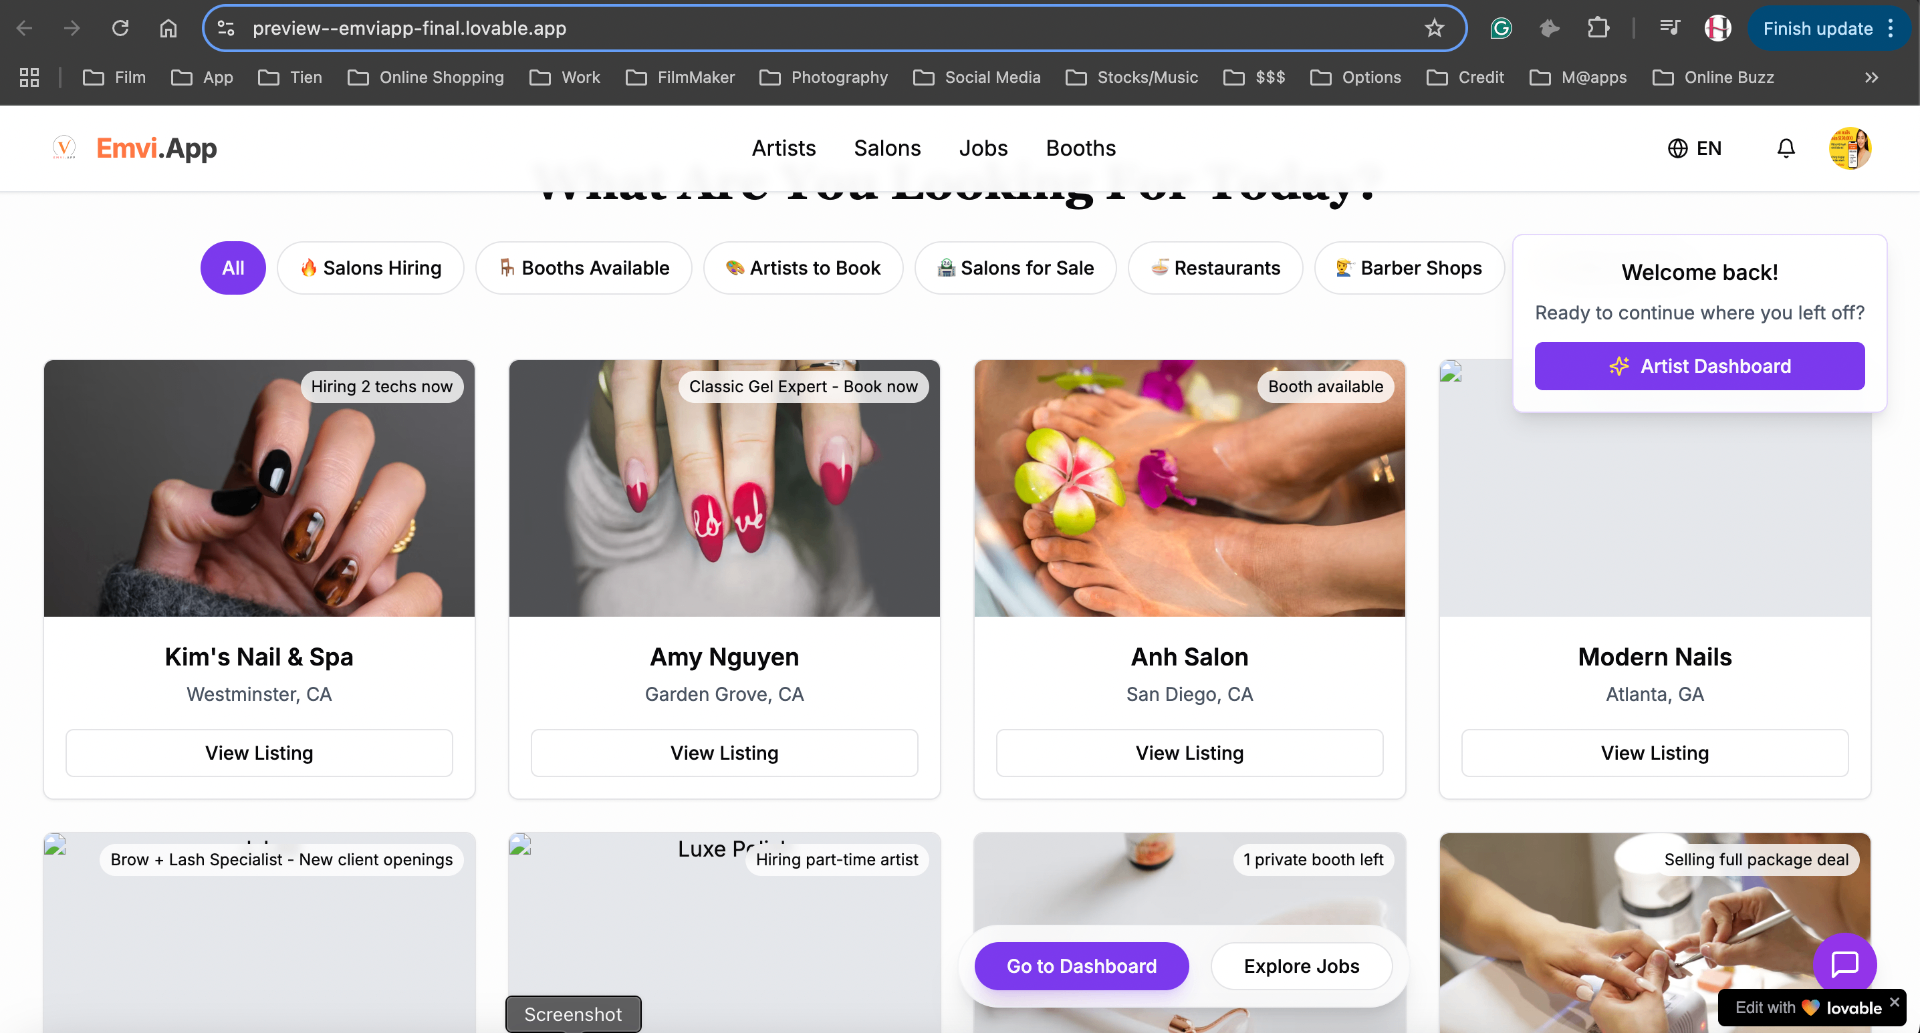 preview--emviapp-final.lovable.app
Finish update
Film
App
Tien
Online Shopping
Work
FilmMaker
Photography
Social Media
Stocks/Music
$$$
Options
Credit
M@apps
Online Buzz
Emvi.App
Artists
Salons
Jobs
Booths
EN
What Are You Looking For Today?
All
Salons Hiring
Booths Available
Artists to Book
Salons for Sale
Restaurants
Barber Shops
Welcome back!
Ready to continue where you left off?
Artist Dashboard
Hiring 2 techs now
Classic Gel Expert - Book now
Booth available
love
Kim's Nail & Spa
Westminster, CA
View Listing
Amy Nguyen
Garden Grove, CA
View Listing
Anh Salon
San Diego, CA
View Listing
Modern Nails
Atlanta, GA
View Listing
Brow + Lash Specialist - New client openings
Luxe Polish
Hiring part-time artist
1 private booth left
Selling full package deal
Go to Dashboard
Explore Jobs
Screenshot
Edit with lovable